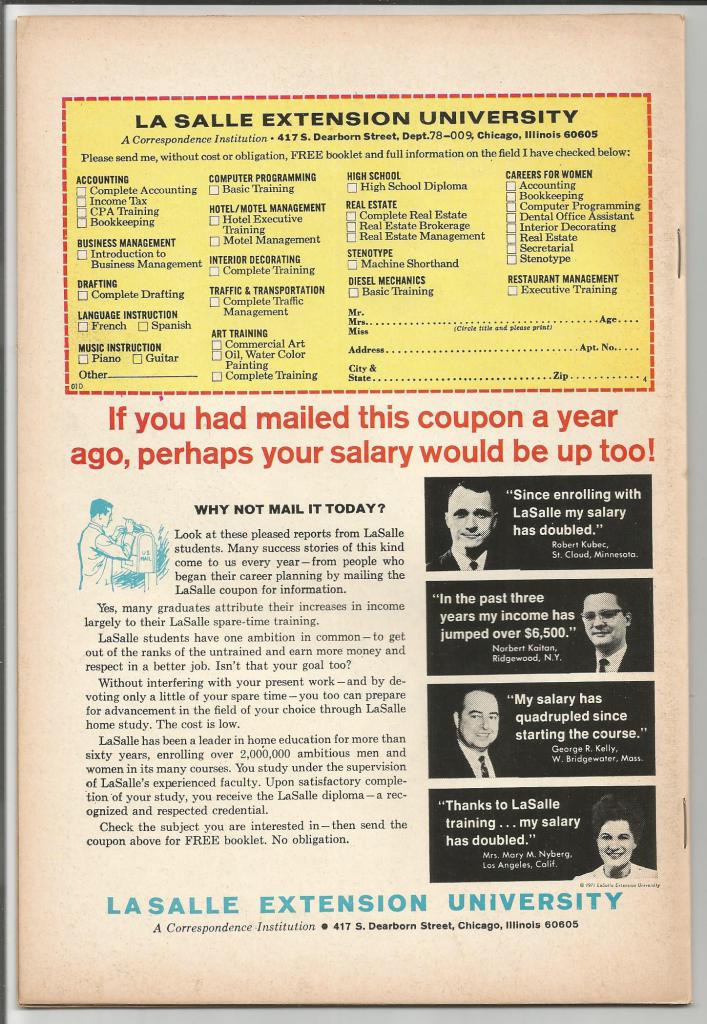 LA SALLE EXTENSION UNIVERSITY
A Correspondence Institution • 417 S. Dearborn Street, Dept.78-009, Chicago, Illinois 60605
Please send me, without cost or obligation, FREE booklet and full information on the field I have checked below:
ACCOUNTING
Complete Accounting
Income Tax
CPA Training
Bookkeeping
BUSINESS MANAGEMENT
Introduction to
Business Management
DRAFTING
Complete Drafting
LANGUAGE INSTRUCTION
French Spanish
MUSIC INSTRUCTION
Piano Guitar
Other
01D
COMPUTER PROGRAMMING
Basic Training
HOTEL/MOTEL MANAGEMENT
Hotel Executive
Training
Motel Management
INTERIOR DECORATING
Complete Training
TRAFFIC & TRANSPORTATION
Complete Traffic
Management
ART TRAINING
Commercial Art
Oil, Water Color
Painting
Complete Training
HIGH SCHOOL
High School Diploma
REAL ESTATE
Complete Real Estate
Real Estate Brokerage
Real Estate Management
STENOTYPE
Machine Shorthand
DIESEL MECHANICS
Basic Training
CAREERS FOR WOMEN
Accounting
Bookkeeping
Computer Programming
Dental Office Assistant
Interior Decorating
Real Estate
Secretarial
Stenotype
RESTAURANT MANAGEMENT
Executive Training
Mr.
Mrs. Age
Miss (Circle title and please print)
Address Apt. No.
City &
State Zip 4
If you had mailed this coupon a year
ago, perhaps your salary would be up too!
WHY NOT MAIL IT TODAY?
U.S.
MAIL
Look at these pleased reports from LaSalle
students. Many success stories of this kind
come to us every year—from people who
began their career planning by mailing the
LaSalle coupon for information.
Yes, many graduates attribute their increases in income
largely to their LaSalle spare-time training.
LaSalle students have one ambition in common—to get
out of the ranks of the untrained and earn more money and
respect in a better job. Isn't that your goal too?
Without interfering with your present work—and by de-
voting only a little of your spare time—you too can prepare
for advancement in the field of your choice through LaSalle
home study. The cost is low.
LaSalle has been a leader in home education for more than
sixty years, enrolling over 2,000,000 ambitious men and
women in its many courses. You study under the supervision
of LaSalle's experienced faculty. Upon satisfactory comple-
tion of your study, you receive the LaSalle diploma—a rec-
ognized and respected credential.
Check the subject you are interested in—then send the
coupon above for FREE booklet. No obligation.
"Since enrolling with
LaSalle my salary
has doubled."
Robert Kubec,
St. Cloud, Minnesota.
"In the past three
years my income has
jumped over $6,500."
Norbert Kaitan,
Ridgewood, N.Y.
"My salary has
quadrupled since
starting the course."
George R. Kelly,
W. Bridgewater, Mass.
"Thanks to LaSalle
training...my salary
has doubled."
Mrs. Mary M. Nyberg,
Los Angeles, Calif.
© 1971 LaSalle Extension University
LA SALLE EXTENSION UNIVERSITY
A Correspondence Institution • 417 S. Dearborn Street, Chicago, Illinois 60605